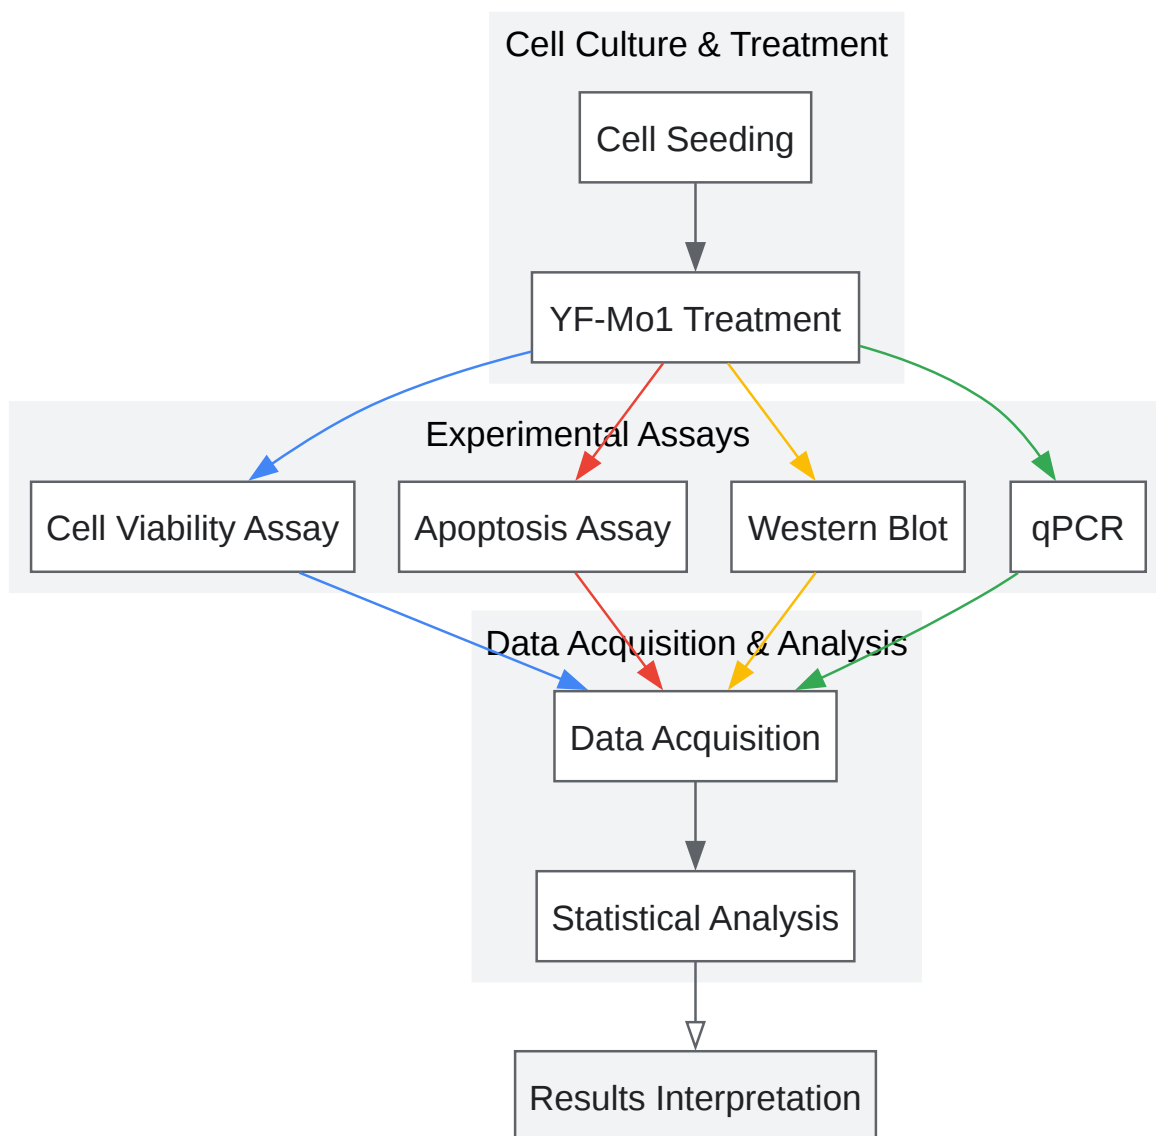 Cell Culture & Treatment
Cell Seeding
YF-Mo1 Treatment
Experimental Assays
Cell Viability Assay
Apoptosis Assay
Western Blot
qPCR
Data Acquisition & Analysis
Data Acquisition
Statistical Analysis
Results Interpretation